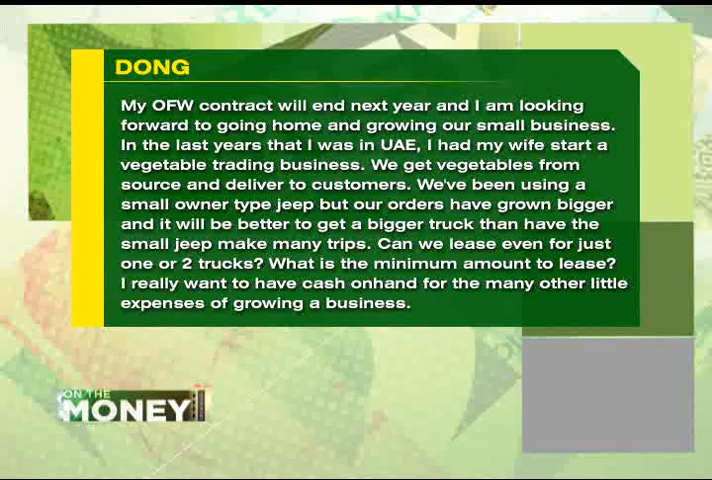 DONG
My OFW contract will end next year and I am looking
forward to going home and growing our small business.
In the last years that I was in UAE, I had my wife start a
vegetable trading business. We get vegetables from
source and deliver to customers. We've been using a
small owner type jeep but our orders have grown bigger
and it will be better to get a bigger truck than have the
small jeep make many trips. Can we lease even for just
one or 2 trucks? What is the minimum amount to lease?
I really want to have cash onhand for the many other little
expenses of growing a business.
ON THE
MONEY